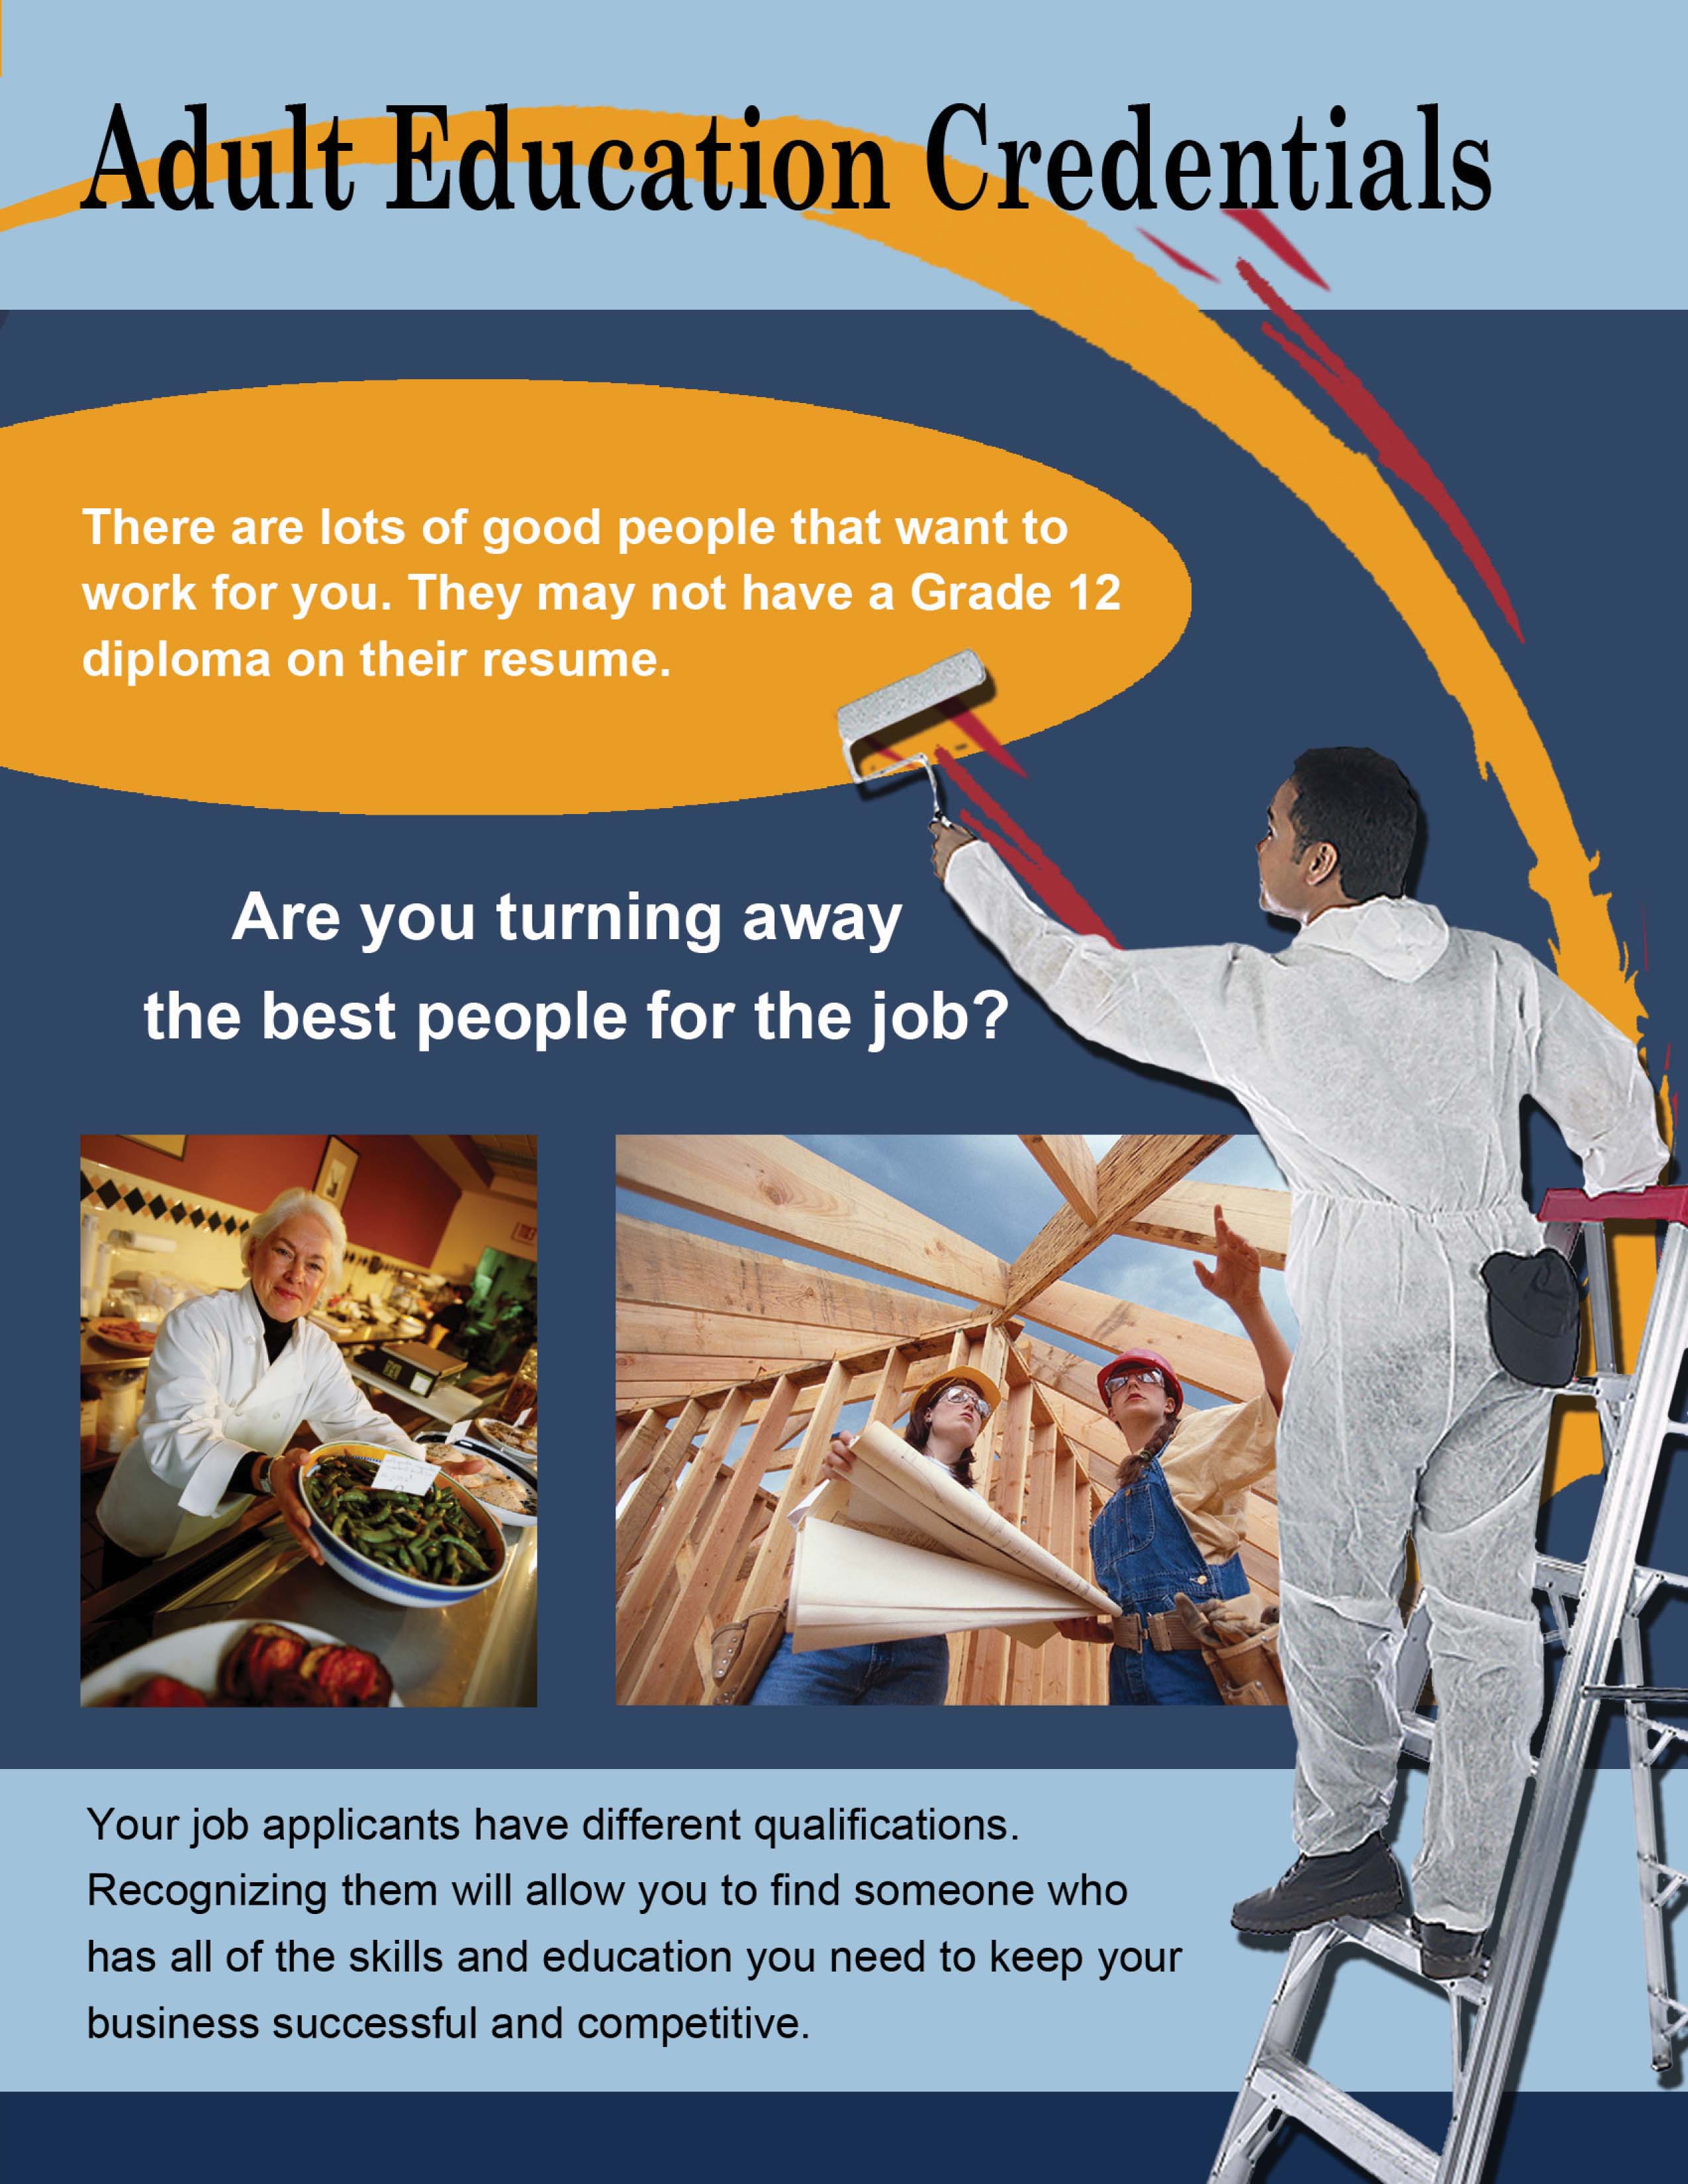 Adult Education Credentials
There are lots of good people that want to
work for you. They may not have a Grade 12
diploma on their resume.
Are you turning away
the best people for the job?
Your job applicants have different qualifications.
Recognizing them will allow you to find someone who
has all of the skills and education you need to keep your
business successful and competitive.